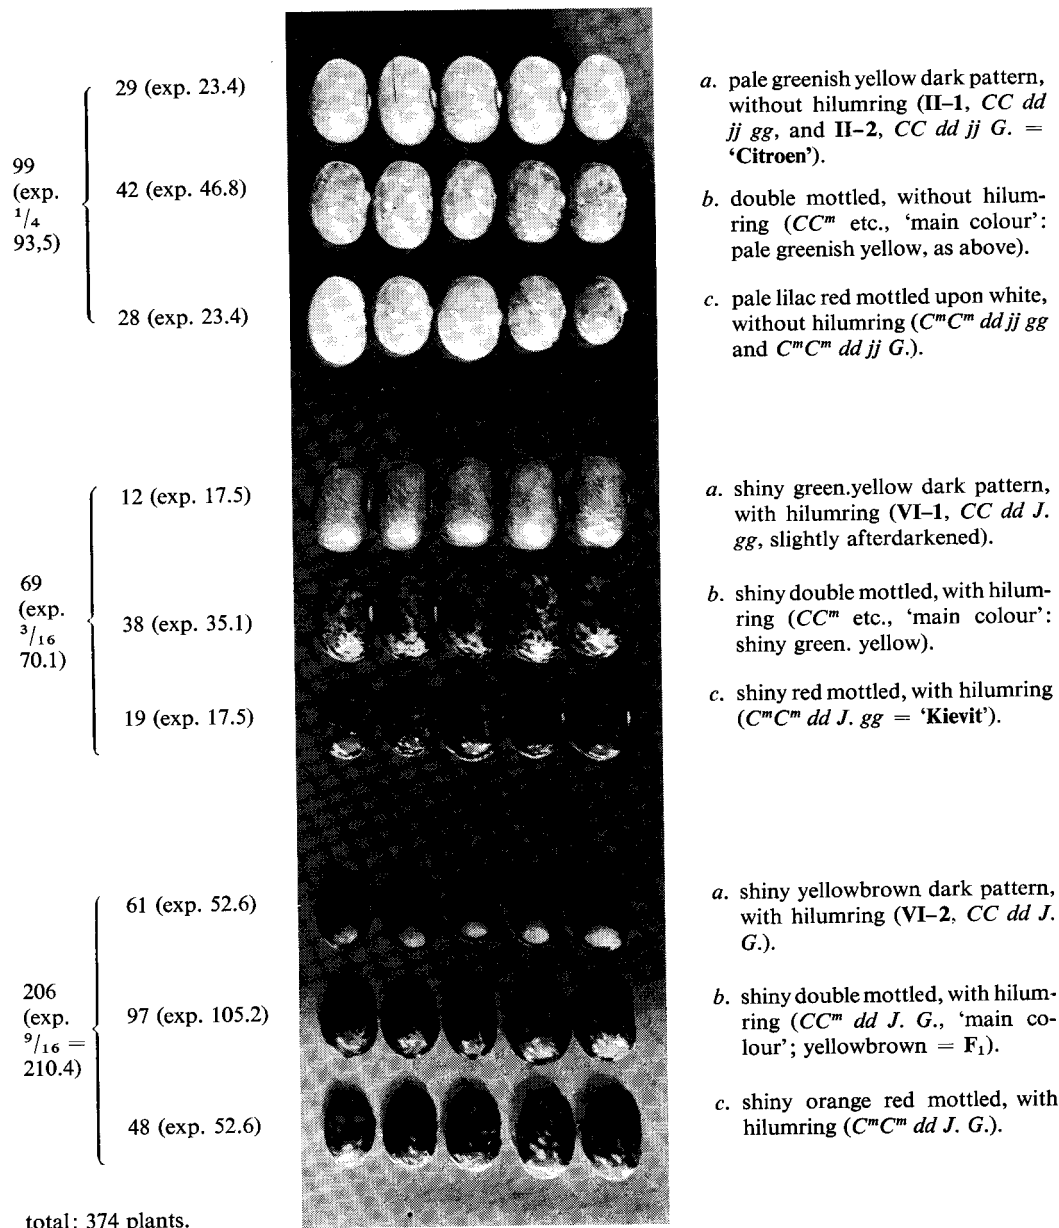 29 (exp. 23.4)
99
(exp.
1/4
93,5)
42 (exp. 46.8)
28 (exp. 23.4)
a. pale greenish yellow dark pattern,
without hilumring (II–1, CC dd
jj gg, and II–2, CC dd jj G. =
‘Citroen’).
b. double mottled, without hilum-
ring (CCᵐ etc., ‘main colour’:
pale greenish yellow, as above).
c. pale lilac red mottled upon white,
without hilumring (CᵐCᵐ dd jj gg
and CᵐCᵐ dd jj G.).
12 (exp. 17.5)
69
(exp.
3/16
70.1)
38 (exp. 35.1)
19 (exp. 17.5)
a. shiny green.yellow dark pattern,
with hilumring (VI–1, CC dd J.
gg, slightly afterdarkened).
b. shiny double mottled, with hilum-
ring (CCᵐ etc., ‘main colour’:
shiny green. yellow).
c. shiny red mottled, with hilumring
(CᵐCᵐ dd J. gg = ‘Kievit’).
61 (exp. 52.6)
206
(exp.
9/16 =
210.4)
97 (exp. 105.2)
48 (exp. 52.6)
a. shiny yellowbrown dark pattern,
with hilumring (VI–2, CC dd J.
G.).
b. shiny double mottled, with hilum-
ring (CCᵐ dd J. G., ‘main co-
lour’; yellowbrown = F₁).
c. shiny orange red mottled, with
hilumring (CᵐCᵐ dd J. G.).
total: 374 plants.